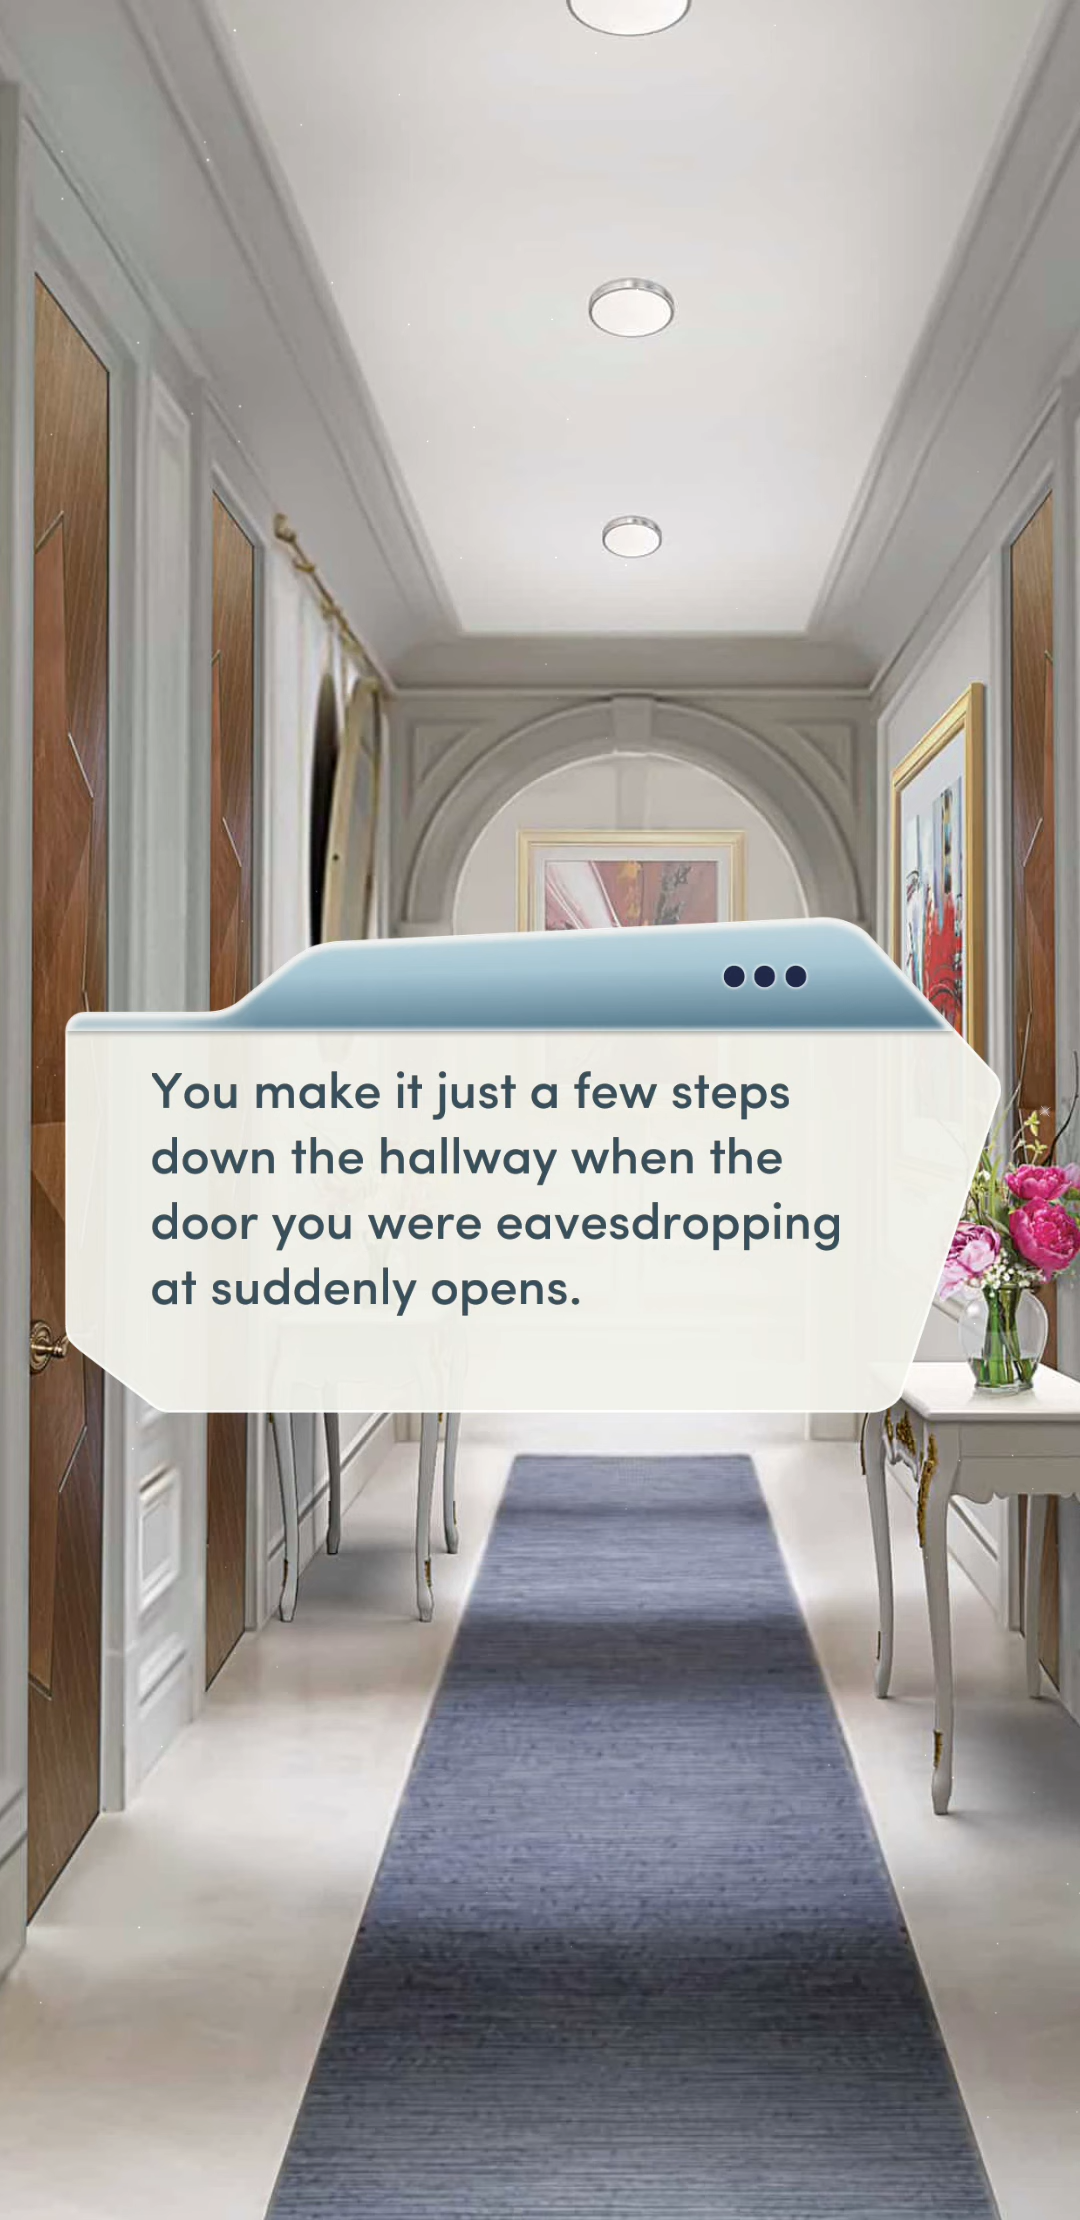 You make it just a few steps
down the hallway when the
door you were eavesdropping
at suddenly opens.